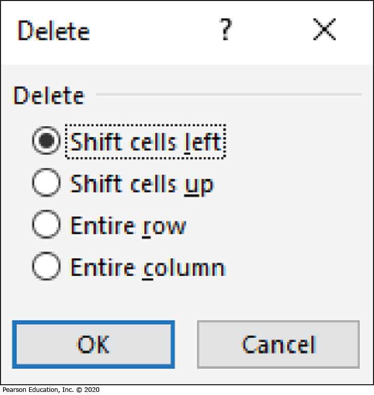 Delete ?
Delete
Shift cells left
Shift cells up
Entire row
Entire column
OK Cancel
Pearson Education, Inc. © 2020